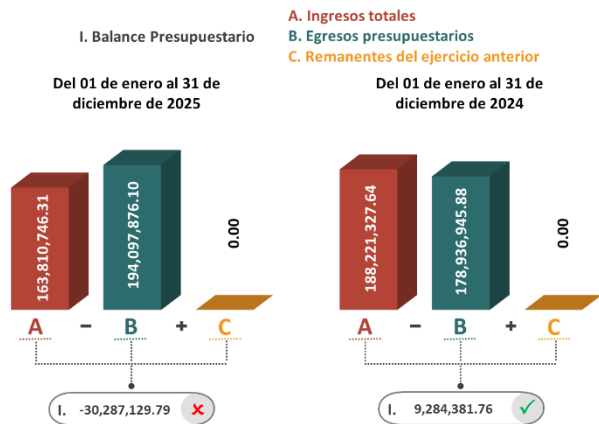 I. Balance Presupuestario
A. Ingresos totales
B. Egresos presupuestarios
C. Remanentes del ejercicio anterior
Del 01 de enero al 31 de
diciembre de 2025
163,810,746.31
194,097,876.10
0.00
A – B + C
I. -30,287,129.79 ✘
Del 01 de enero al 31 de
diciembre de 2024
188,221,327.64
178,936,945.88
0.00
A – B + C
I. 9,284,381.76 ✓